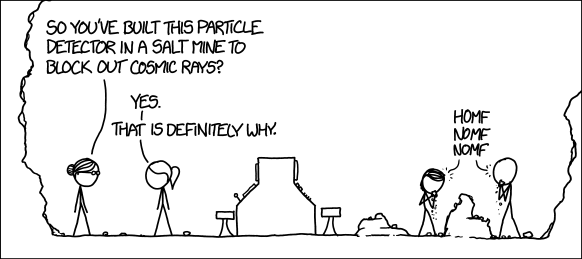 SO YOU'VE BUILT THIS PARTICLE
DETECTOR IN A SALT MINE TO
BLOCK OUT COSMIC RAYS?
YES.
THAT IS DEFINITELY WHY.
HOMF
NOMF
NOMF